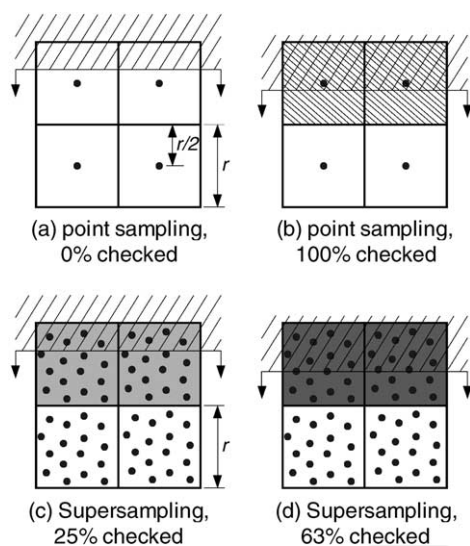 r/2
r
(a) point sampling,
0% checked
(b) point sampling,
100% checked
r
(c) Supersampling,
25% checked
(d) Supersampling,
63% checked